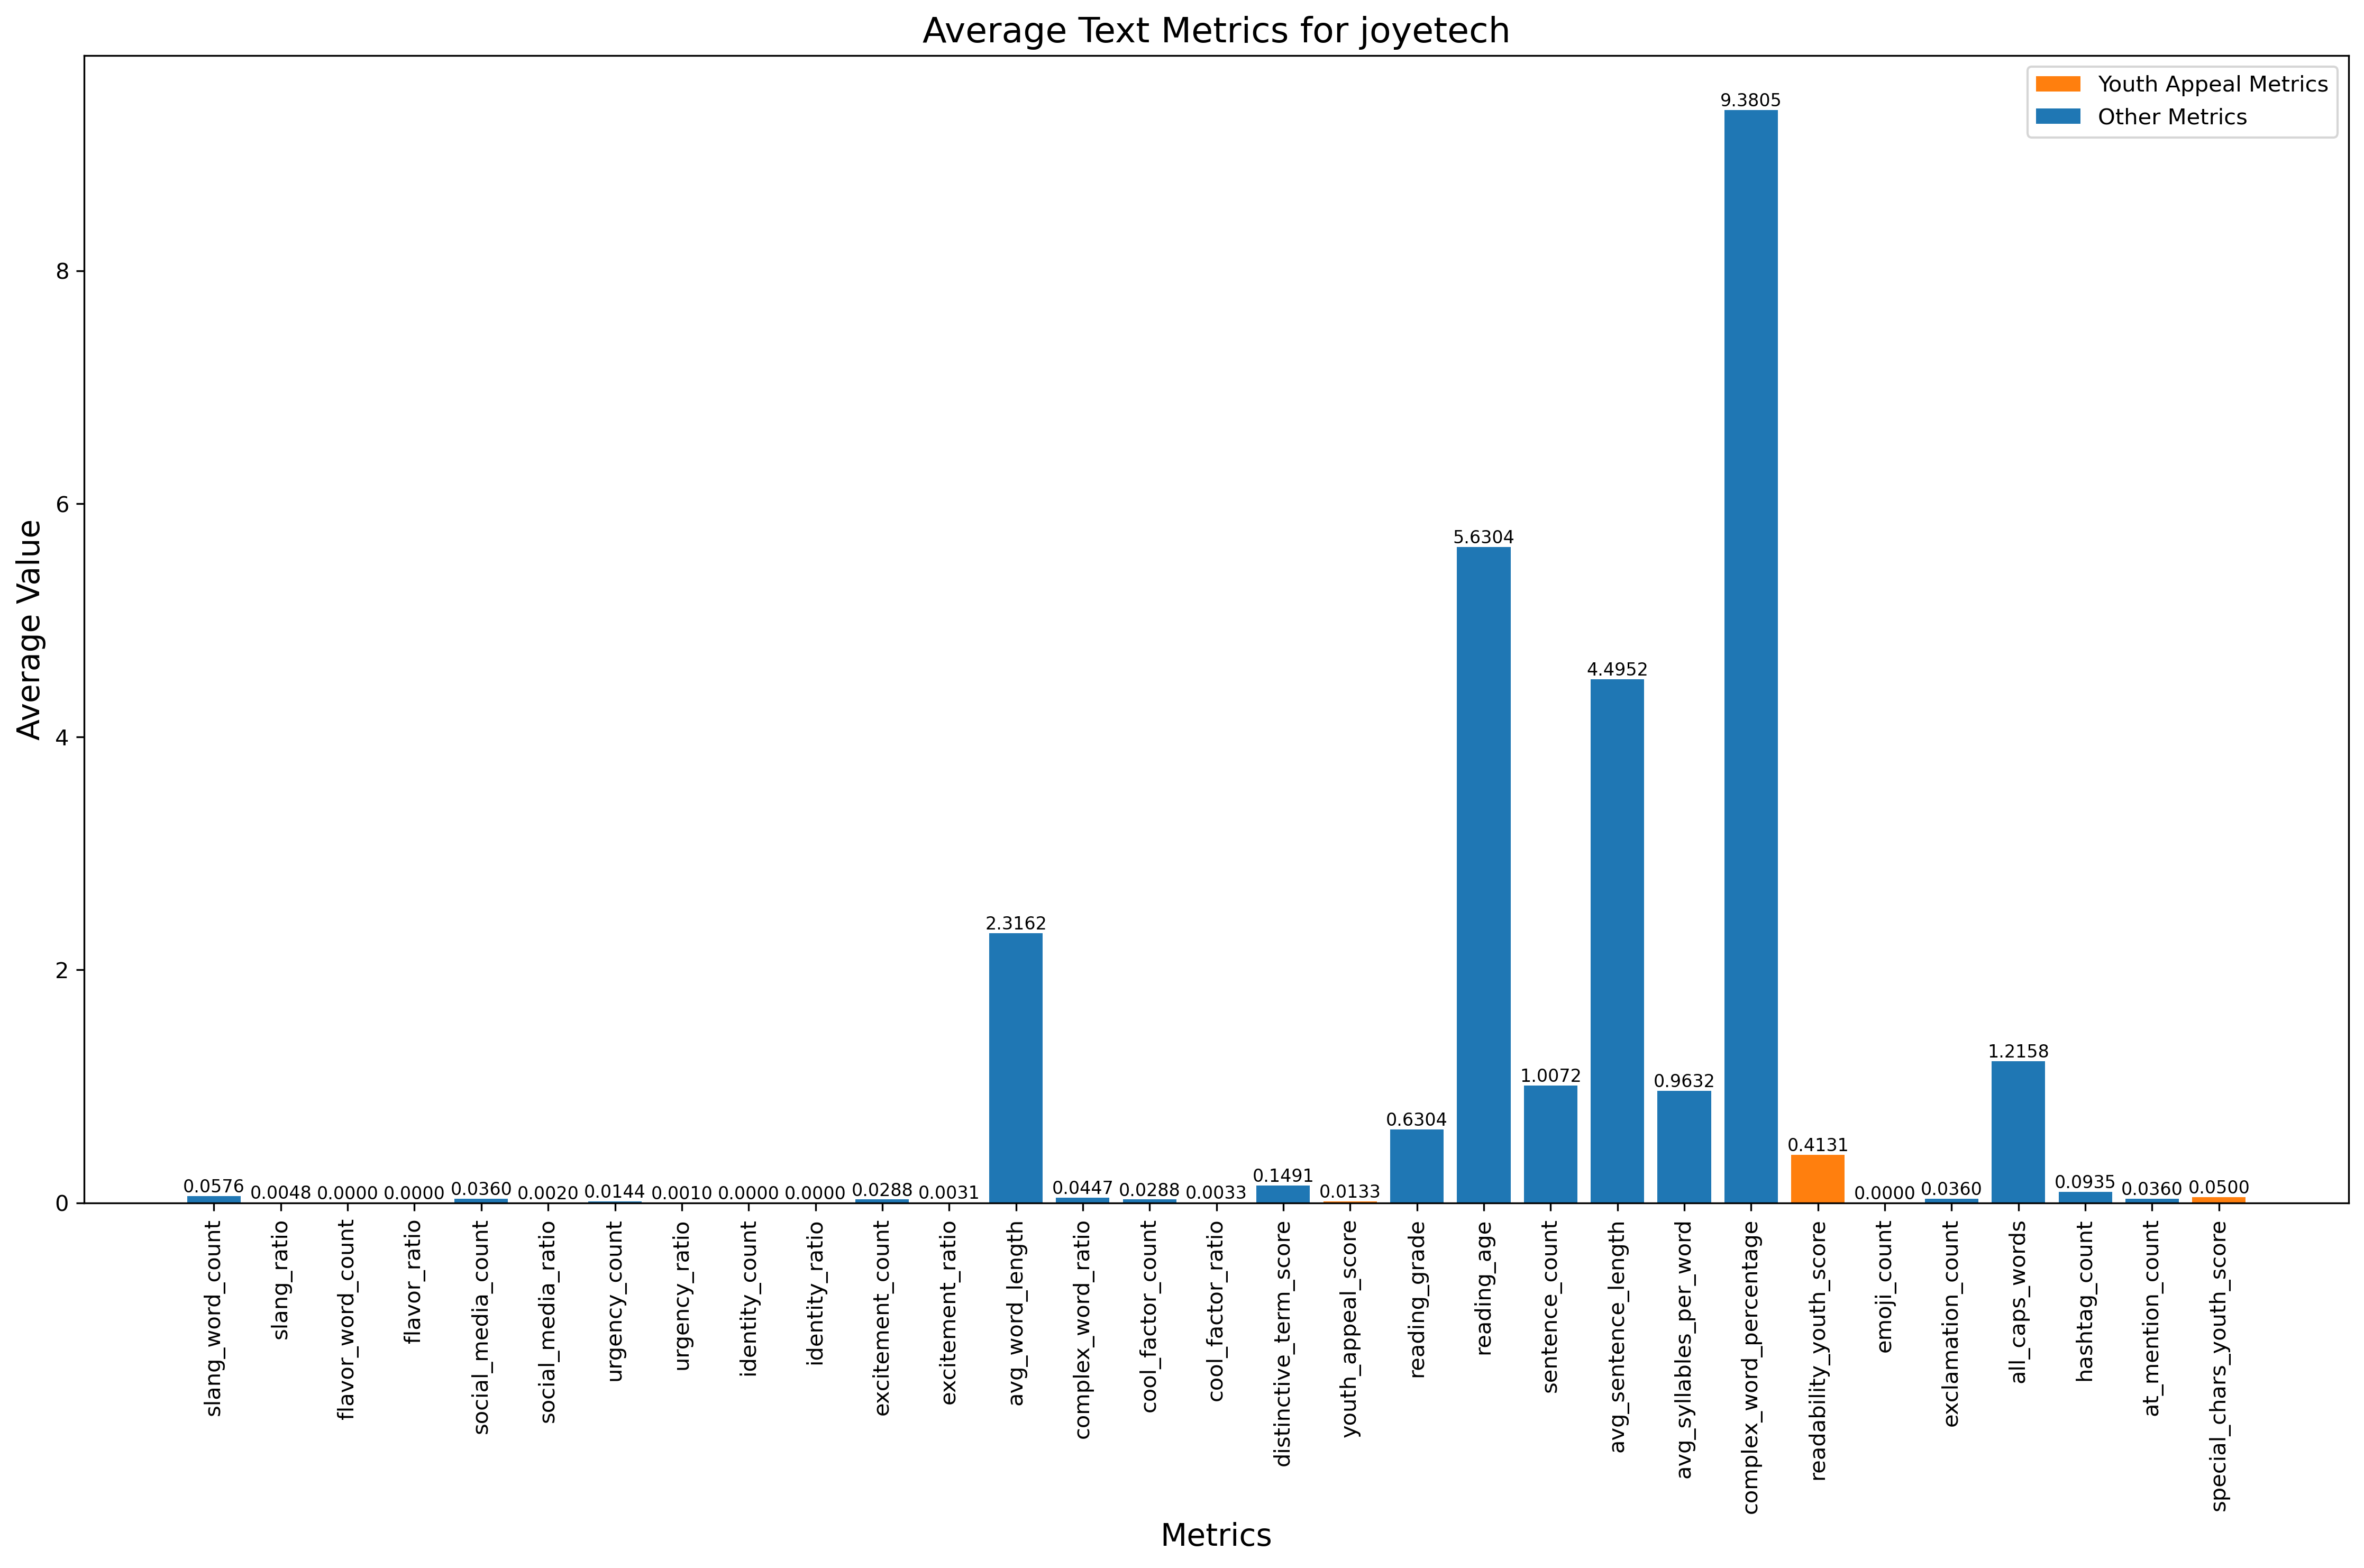 Average Text Metrics for joyetech
Youth Appeal Metrics
Other Metrics
Average Value
8
6
4
2
0
0.0576
0.0048
0.0000
0.0000
0.0360
0.0020
0.0144
0.0010
0.0000
0.0000
0.0288
0.0031
2.3162
0.0447
0.0288
0.0033
0.1491
0.0133
0.6304
5.6304
1.0072
4.4952
0.9632
9.3805
0.4131
0.0000
0.0360
1.2158
0.0935
0.0360
0.0500
slang_word_count
slang_ratio
flavor_word_count
flavor_ratio
social_media_count
social_media_ratio
urgency_count
urgency_ratio
identity_count
identity_ratio
excitement_count
excitement_ratio
avg_word_length
complex_word_ratio
cool_factor_count
cool_factor_ratio
distinctive_term_score
youth_appeal_score
reading_grade
reading_age
sentence_count
avg_sentence_length
avg_syllables_per_word
complex_word_percentage
readability_youth_score
emoji_count
exclamation_count
all_caps_words
hashtag_count
at_mention_count
special_chars_youth_score
Metrics